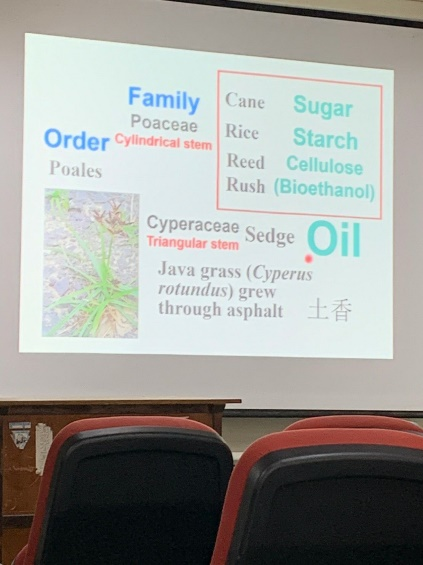 Family
Poaceae
Cylindrical stem
Order
Poales
Cane Sugar
Rice Starch
Reed Cellulose
Rush (Bioethanol)
Cyperaceae
Triangular stem
Sedge Oil
Java grass (Cyperus
rotundus) grew
through asphalt
土香